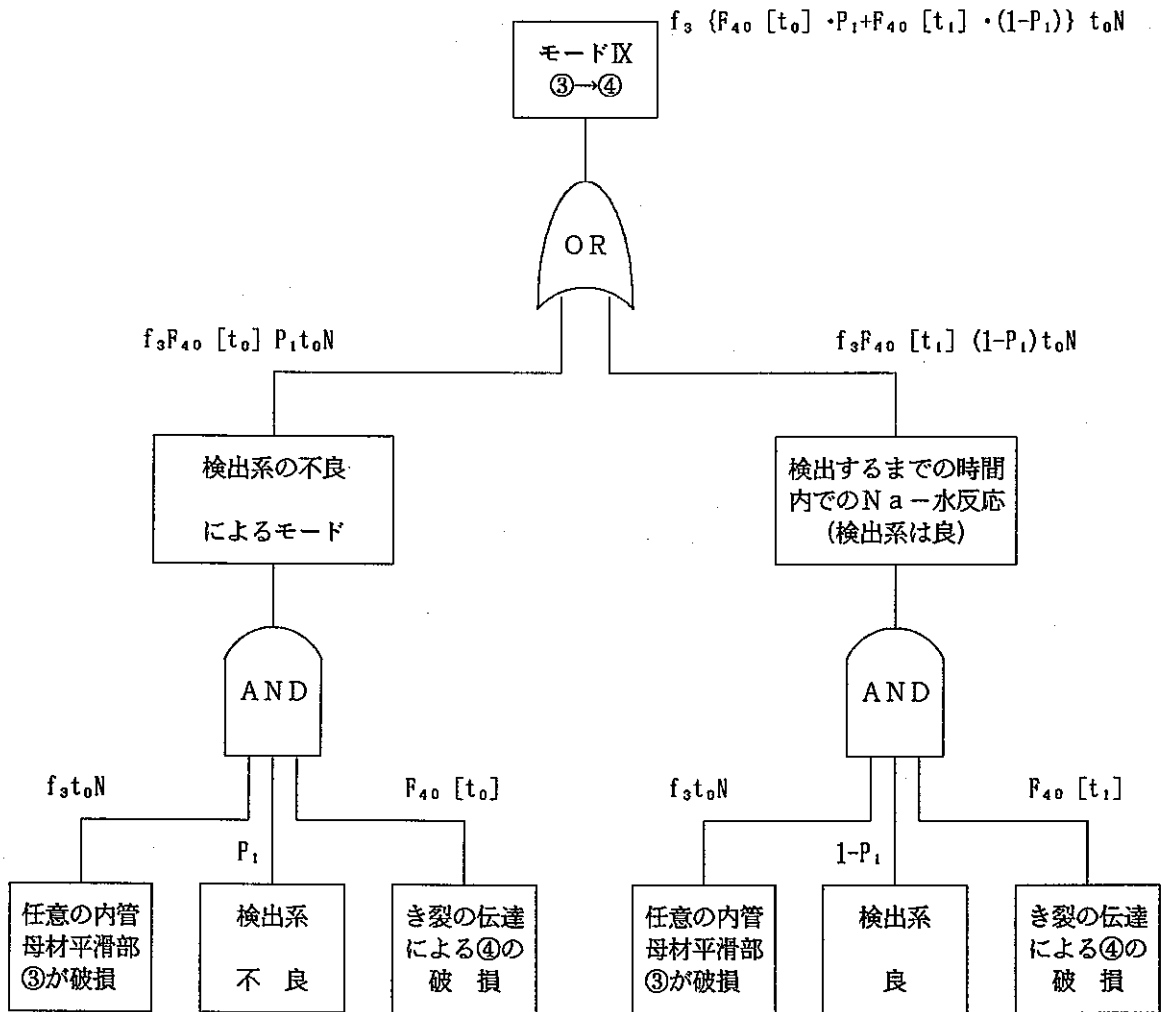 f₃ {F₄₀ [t₀] ·P₁+F₄₀ [t₁] ·(1-P₁)} t₀N
モードⅨ
③→④
OR
f₃F₄₀ [t₀] P₁t₀N
f₃F₄₀ [t₁] (1-P₁)t₀N
検出系の不良
によるモード
検出するまでの時間
内でのNa－水反応
(検出系は良)
AND
AND
f₃t₀N
F₄₀ [t₀]
f₃t₀N
F₄₀ [t₁]
P₁
1-P₁
任意の内管
母材平滑部
③が破損
検出系
不 良
き裂の伝達
による④の
破 損
任意の内管
母材平滑部
③が破損
検出系
良
き裂の伝達
による④の
破 損